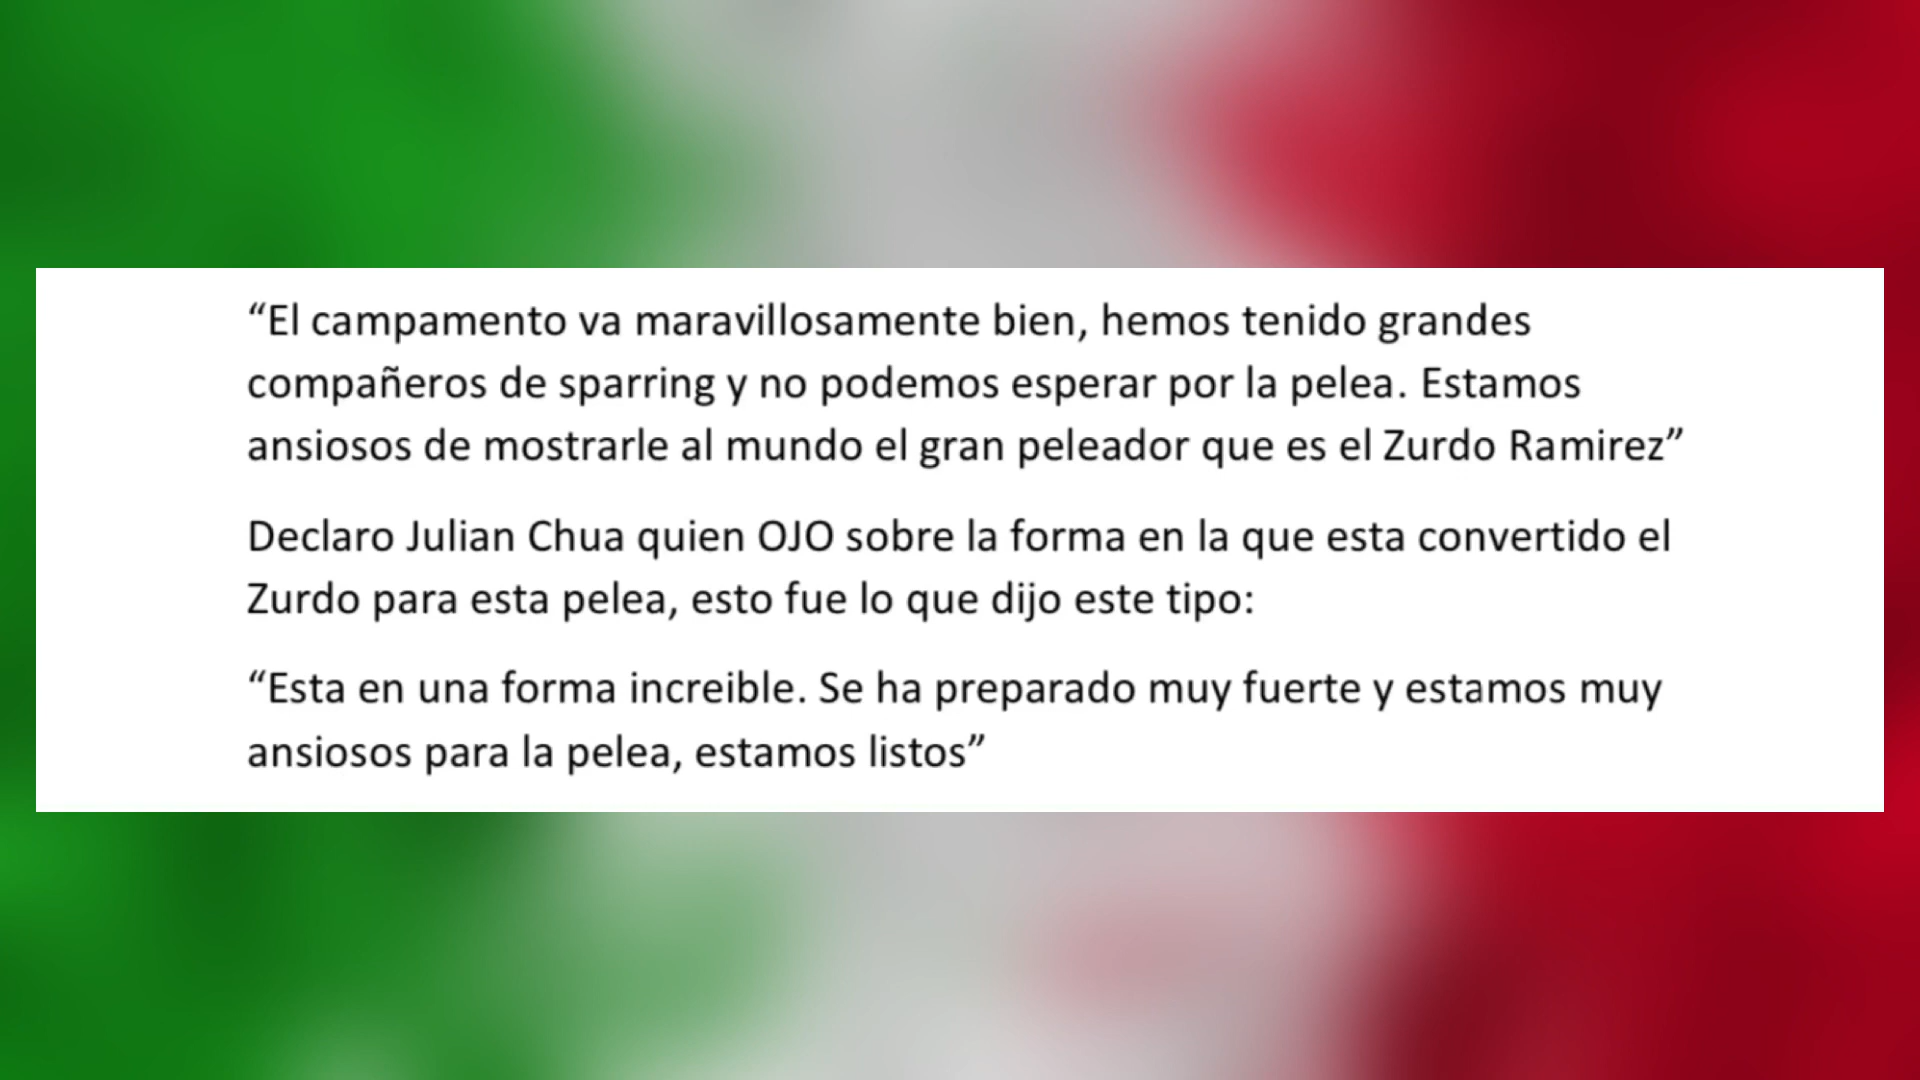 “El campamento va maravillosamente bien, hemos tenido grandes
compañeros de sparring y no podemos esperar por la pelea. Estamos
ansiosos de mostrarle al mundo el gran peleador que es el Zurdo Ramirez”
Declaro Julian Chua quien OJO sobre la forma en la que esta convertido el
Zurdo para esta pelea, esto fue lo que dijo este tipo:
“Esta en una forma increible. Se ha preparado muy fuerte y estamos muy
ansiosos para la pelea, estamos listos”